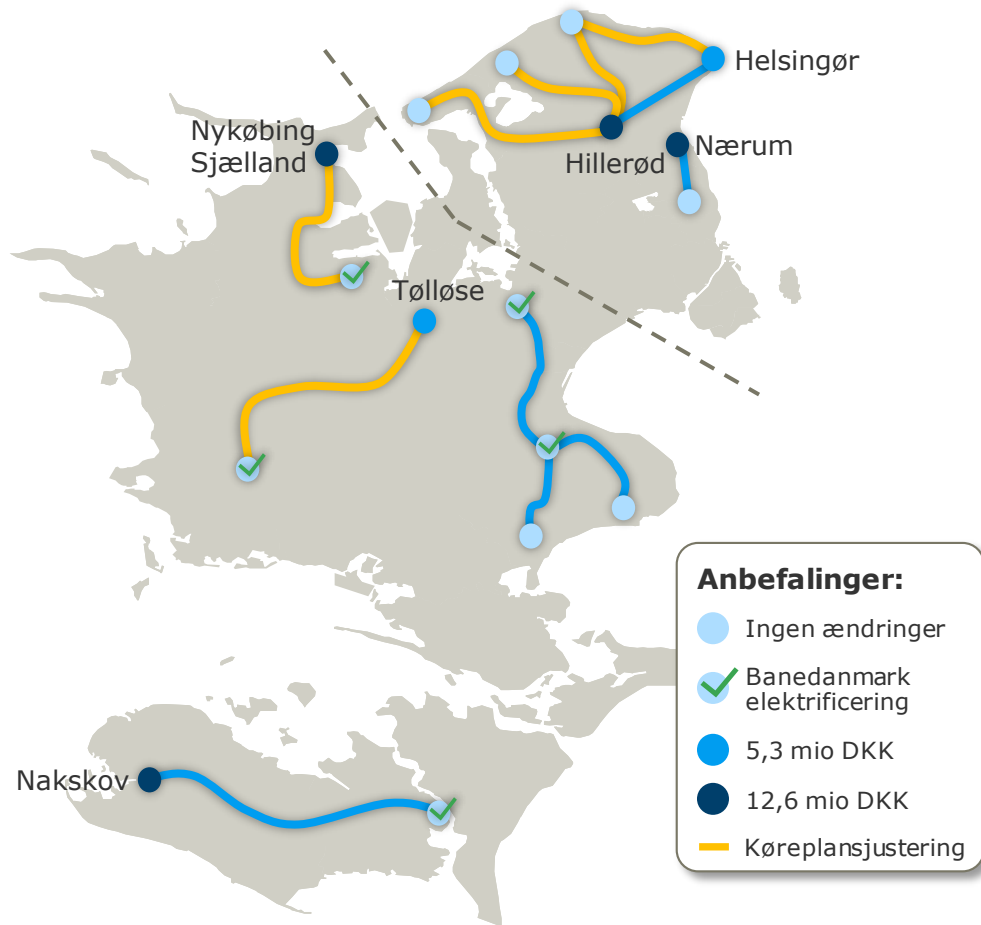 Helsingør
Nykøbing
Sjælland
Hillerød
Nærum
Tølløse
Nakskov
Anbefalinger:
Ingen ændringer
Banedanmark
elektrificering
5,3 mio DKK
12,6 mio DKK
Køreplansjustering